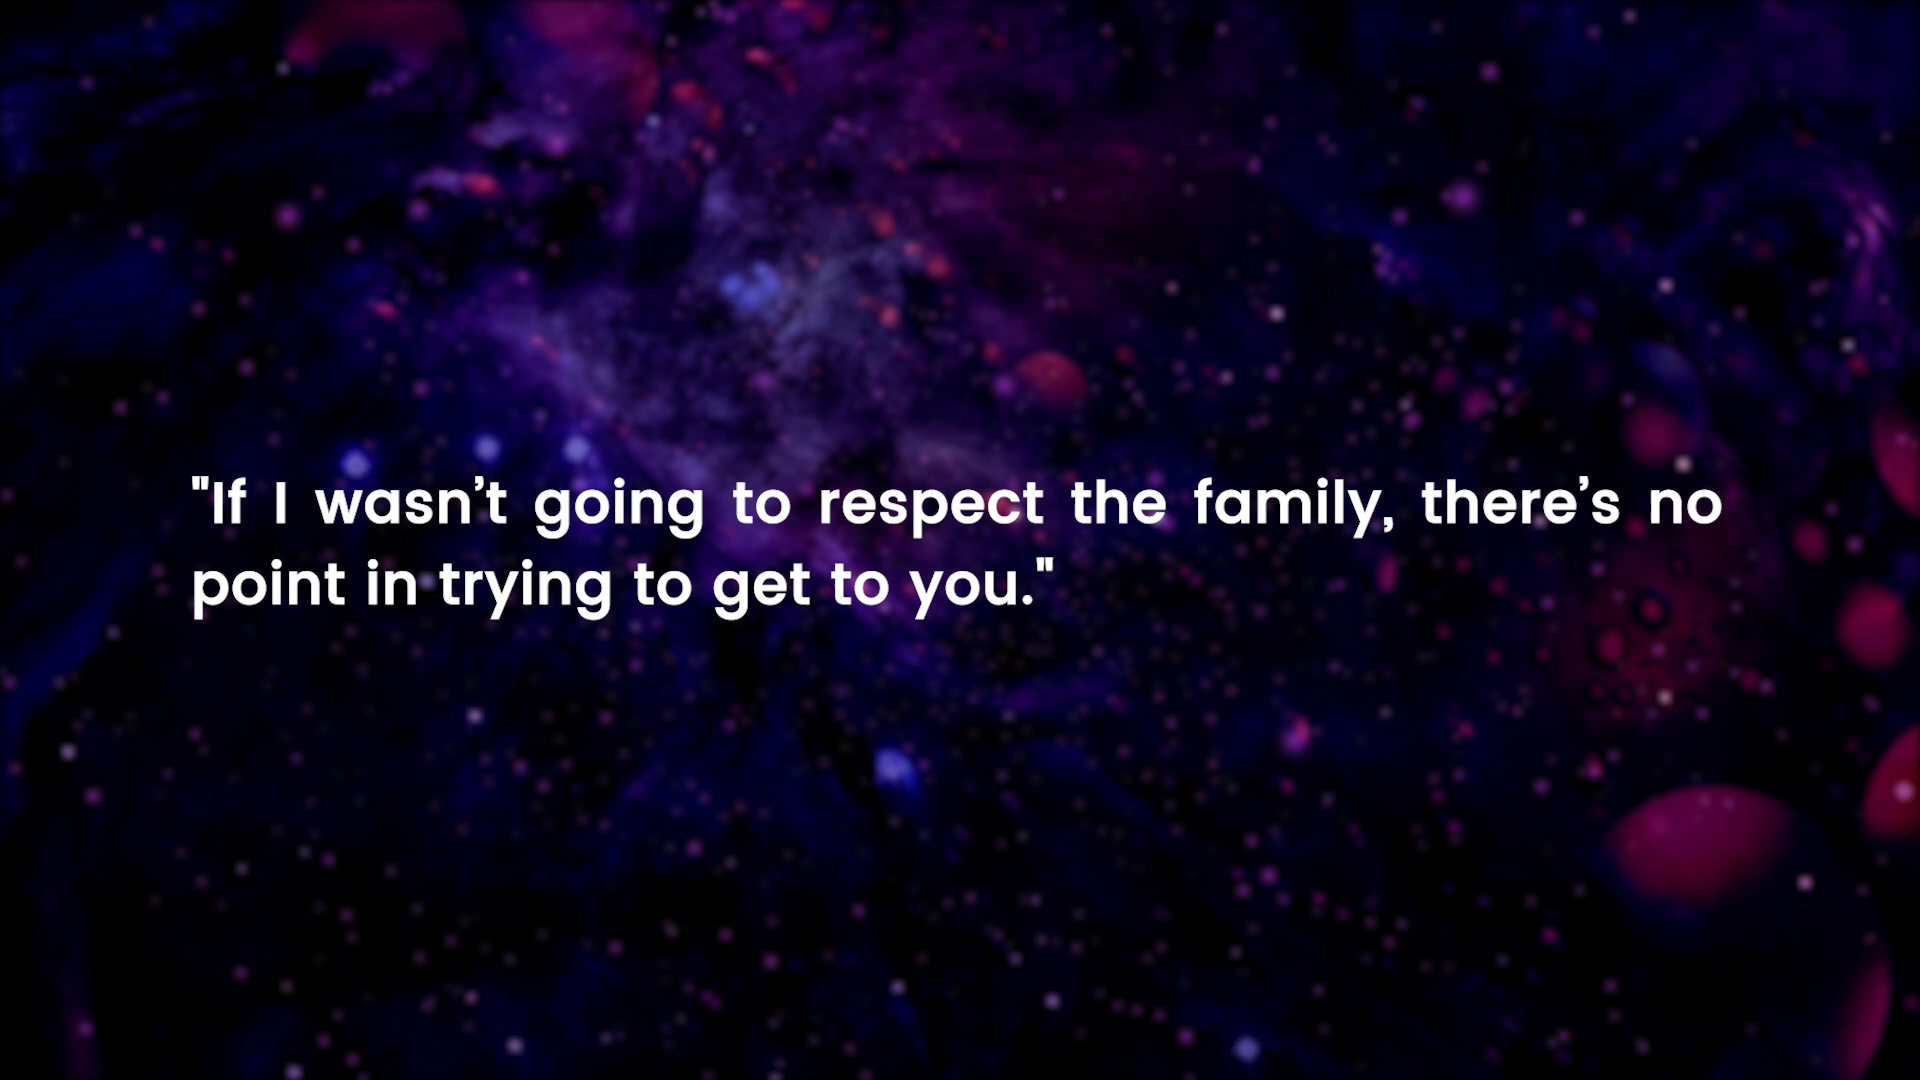 "If I wasn’t going to respect the family, there’s no
point in trying to get to you."